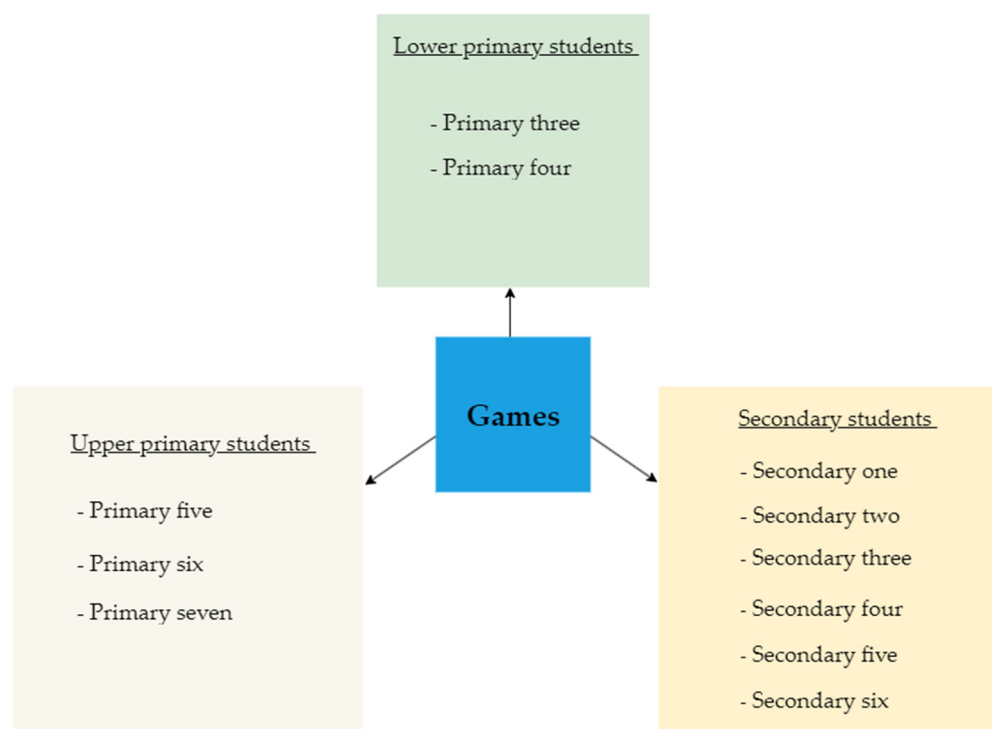 Lower primary students
- Primary three
- Primary four
Games
Upper primary students
- Primary five
- Primary six
- Primary seven
Secondary students
- Secondary one
- Secondary two
- Secondary three
- Secondary four
- Secondary five
- Secondary six